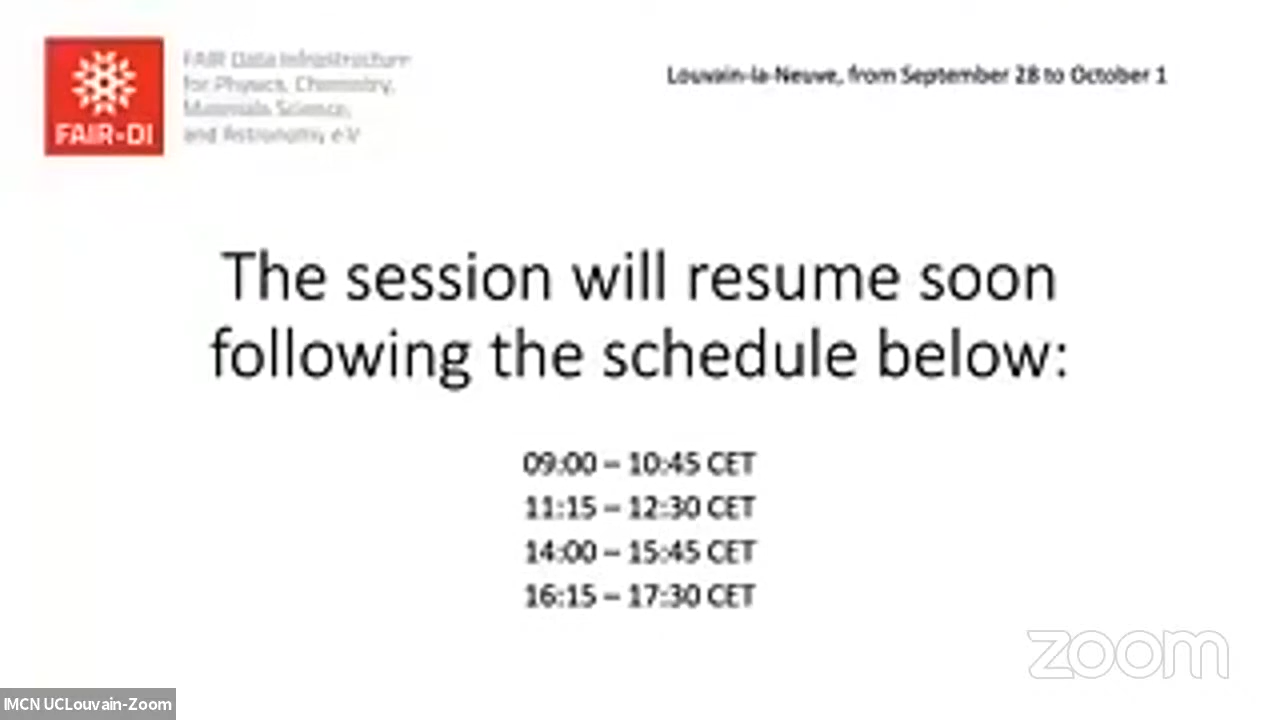 FAIR-DI
FAIR Data Infrastructure
for Physics, Chemistry,
Materials Science,
and Astronomy e.V.
Louvain-la-Neuve, from September 28 to October 1
The session will resume soon
following the schedule below:
09:00 – 10:45 CET
11:15 – 12:30 CET
14:00 – 15:45 CET
16:15 – 17:30 CET
zoom
IMCN UCLouvain-Zoom